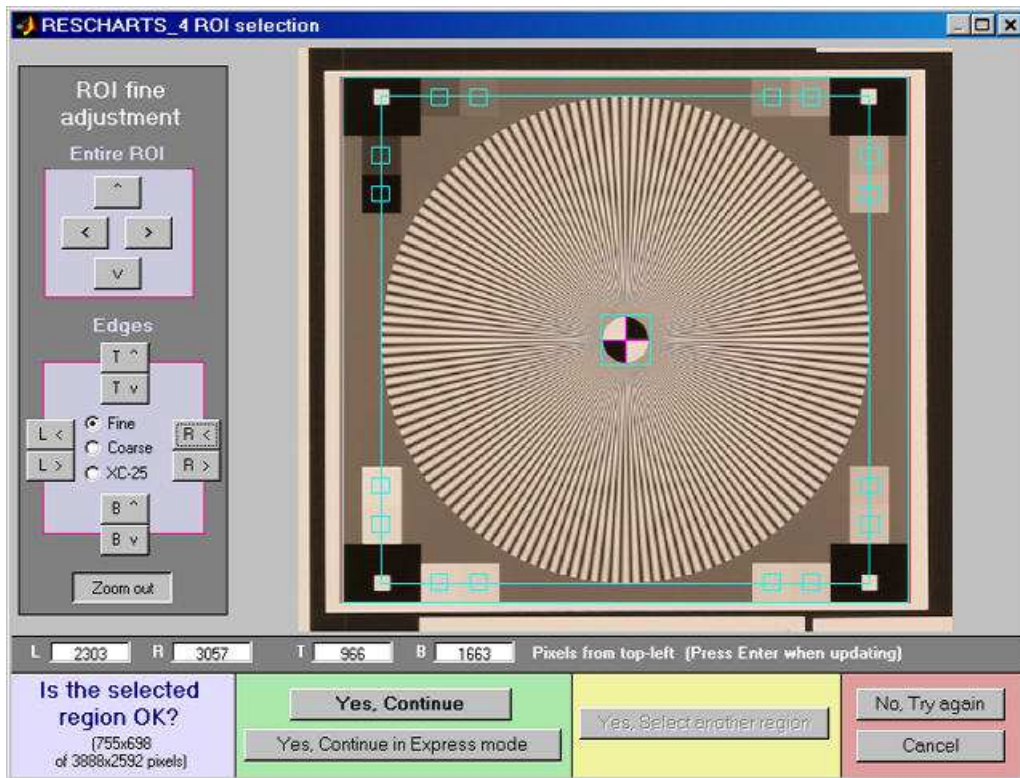 RESCHARTS_4 ROI selection
ROI fine
adjustment
Entire ROI
^
< >
v
Edges
T ^
T v
Fine
L < R <
Coarse
L > R >
XC-25
B ^
B v
Zoom out
L 2303 R 3057 T 966 B 1663 Pixels from top-left (Press Enter when updating)
Is the selected
region OK?
(755x698
of 3888x2592 pixels)
Yes, Continue
Yes, Continue in Express mode
Yes, Select another region
No, Try again
Cancel